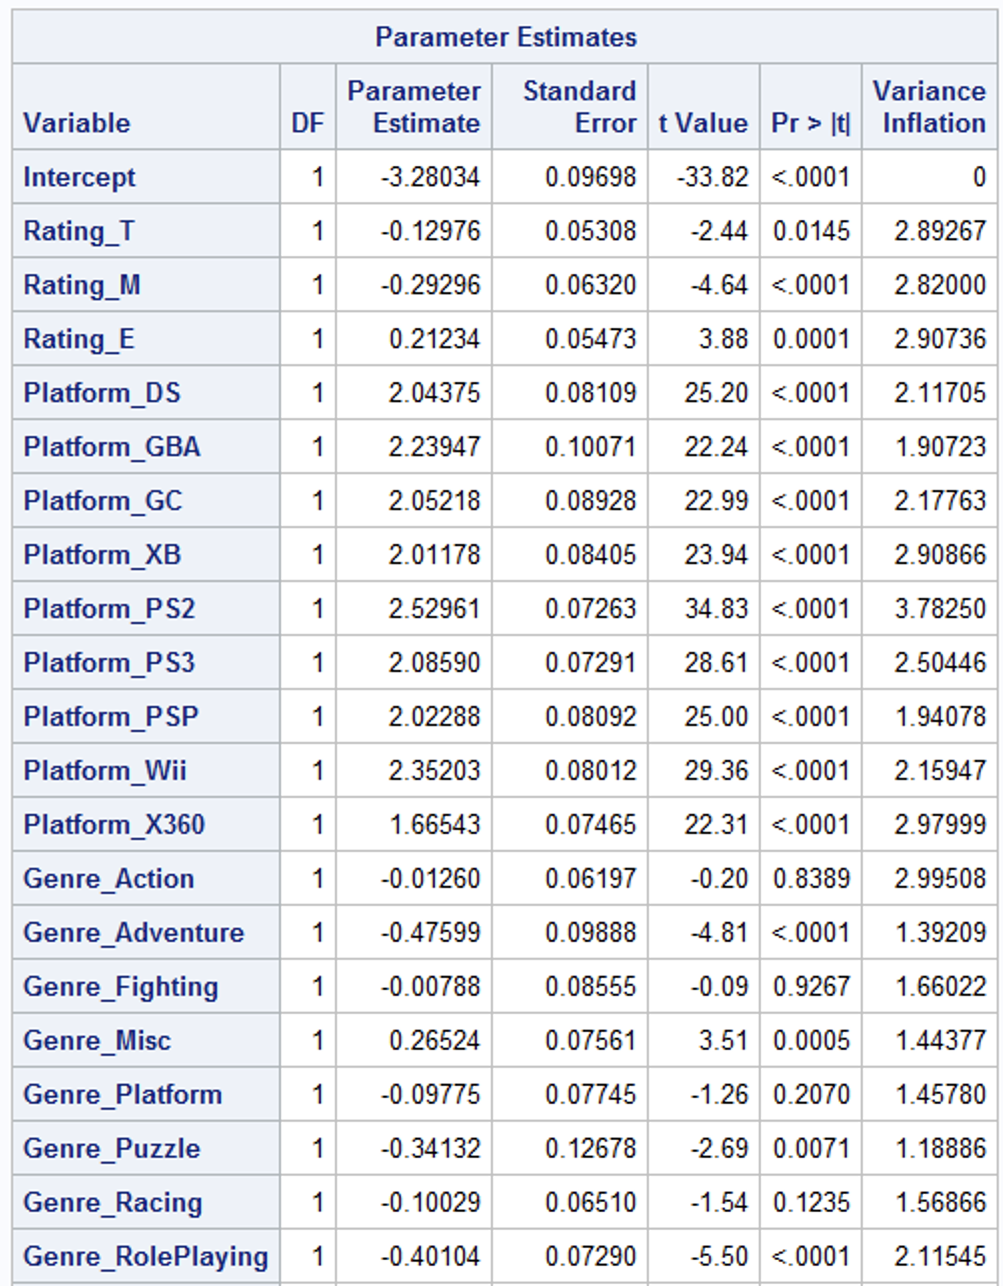 Parameter Estimates
Variable DF Parameter Estimate Standard Error t Value Pr > |t| Variance Inflation
Intercept 1 -3.28034 0.09698 -33.82 <.0001 0
Rating_T 1 -0.12976 0.05308 -2.44 0.0145 2.89267
Rating_M 1 -0.29296 0.06320 -4.64 <.0001 2.82000
Rating_E 1 0.21234 0.05473 3.88 0.0001 2.90736
Platform_DS 1 2.04375 0.08109 25.20 <.0001 2.11705
Platform_GBA 1 2.23947 0.10071 22.24 <.0001 1.90723
Platform_GC 1 2.05218 0.08928 22.99 <.0001 2.17763
Platform_XB 1 2.01178 0.08405 23.94 <.0001 2.90866
Platform_PS2 1 2.52961 0.07263 34.83 <.0001 3.78250
Platform_PS3 1 2.08590 0.07291 28.61 <.0001 2.50446
Platform_PSP 1 2.02288 0.08092 25.00 <.0001 1.94078
Platform_Wii 1 2.35203 0.08012 29.36 <.0001 2.15947
Platform_X360 1 1.66543 0.07465 22.31 <.0001 2.97999
Genre_Action 1 -0.01260 0.06197 -0.20 0.8389 2.99508
Genre_Adventure 1 -0.47599 0.09888 -4.81 <.0001 1.39209
Genre_Fighting 1 -0.00788 0.08555 -0.09 0.9267 1.66022
Genre_Misc 1 0.26524 0.07561 3.51 0.0005 1.44377
Genre_Platform 1 -0.09775 0.07745 -1.26 0.2070 1.45780
Genre_Puzzle 1 -0.34132 0.12678 -2.69 0.0071 1.18886
Genre_Racing 1 -0.10029 0.06510 -1.54 0.1235 1.56866
Genre_RolePlaying 1 -0.40104 0.07290 -5.50 <.0001 2.11545